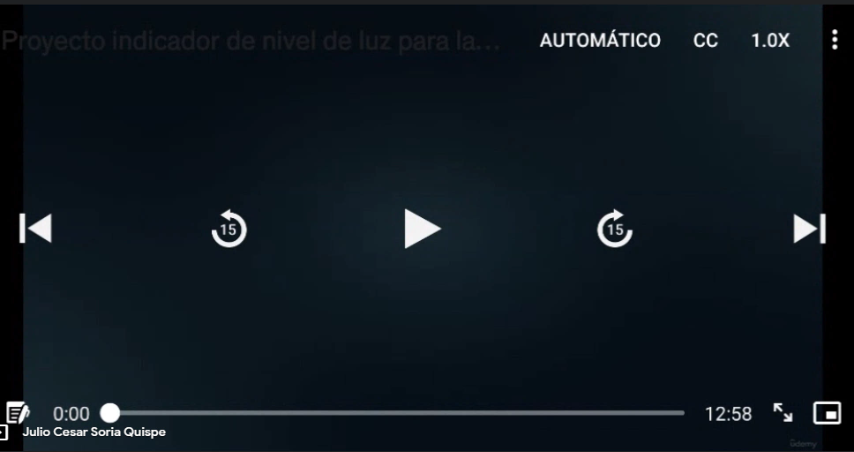 Proyecto indicador de nivel de luz para la...
AUTOMÁTICO CC 1.0X
15 15
0:00 12:58
Julio Cesar Soria Quispe
Udemy